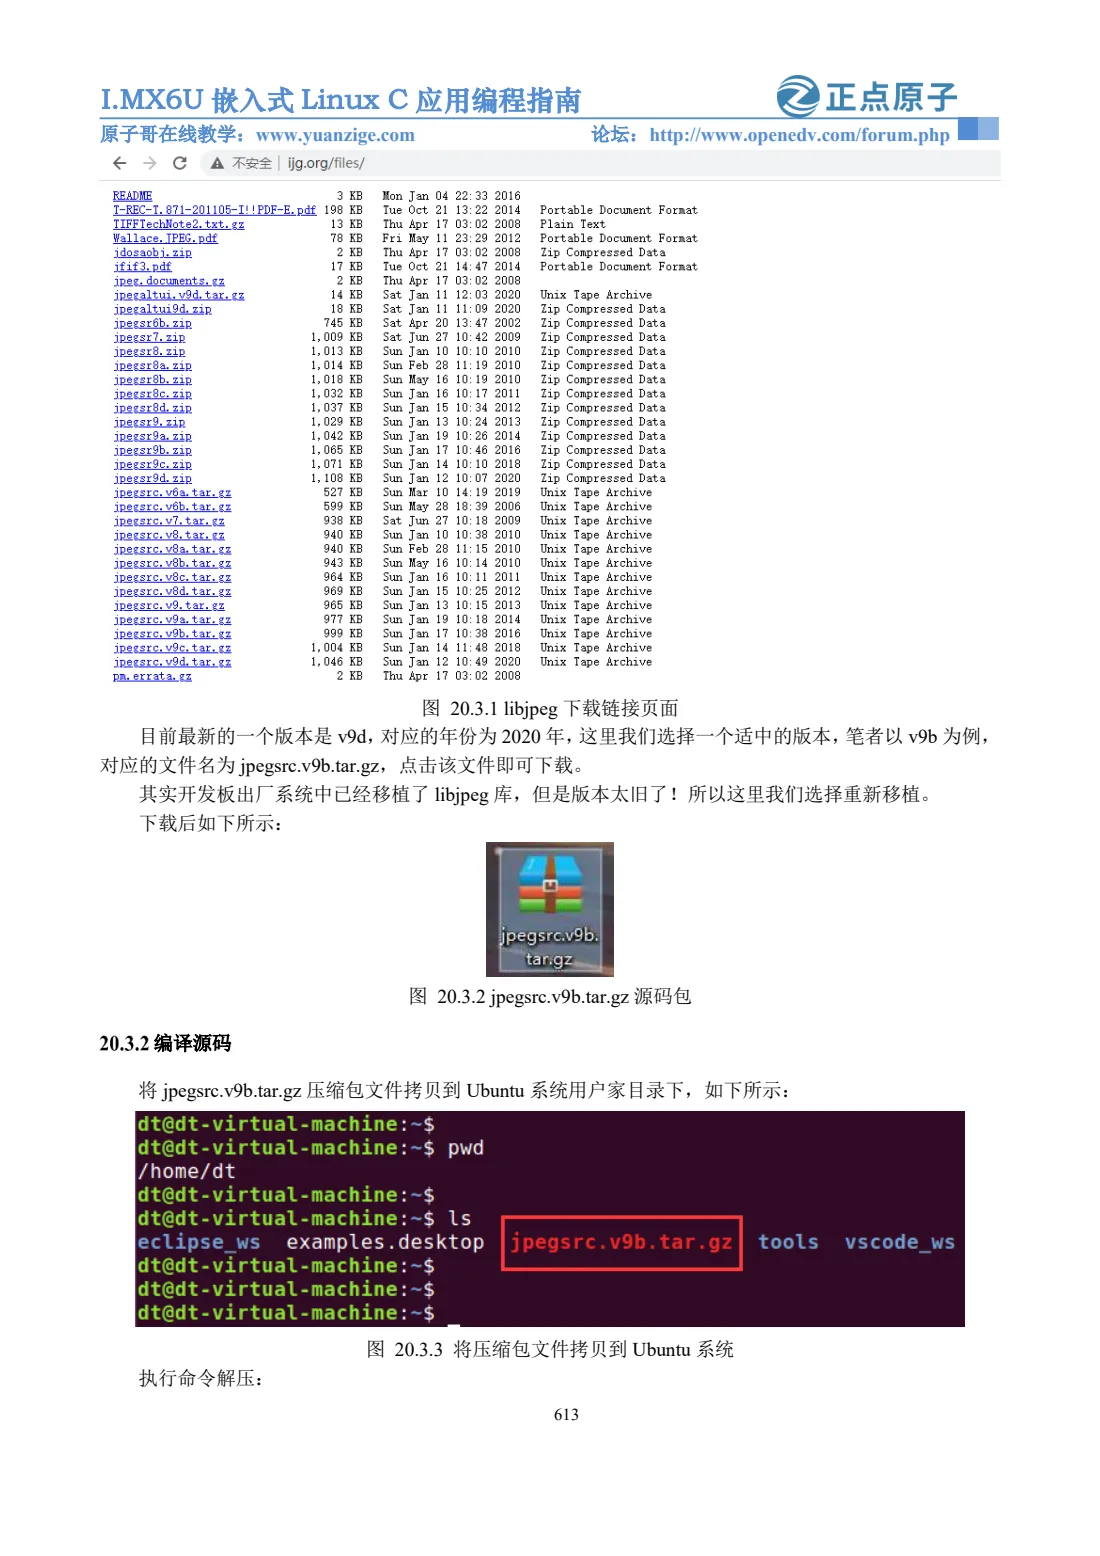 I.MX6U 嵌入式 Linux C 应用编程指南
正点原子
原子哥在线教学：www.yuanzige.com 论坛：http://www.openedv.com/forum.php
不安全 | ijg.org/files/
README 3 KB Mon Jan 04 22:33 2016
T-REC-T.871-201105-I!!PDF-E.pdf 198 KB Tue Oct 21 13:22 2014 Portable Document Format
TIFFTechNote2.txt.gz 13 KB Thu Apr 17 03:02 2008 Plain Text
Wallace.JPEG.pdf 78 KB Fri May 11 23:29 2012 Portable Document Format
jdosaobj.zip 2 KB Thu Apr 17 03:02 2008 Zip Compressed Data
jfif3.pdf 17 KB Tue Oct 21 14:47 2014 Portable Document Format
jpeg.documents.gz 2 KB Thu Apr 17 03:02 2008
jpegaltui.v9d.tar.gz 14 KB Sat Jan 11 12:03 2020 Unix Tape Archive
jpegaltui9d.zip 18 KB Sat Jan 11 11:09 2020 Zip Compressed Data
jpegsr6b.zip 745 KB Sat Apr 20 13:47 2002 Zip Compressed Data
jpegsr7.zip 1,009 KB Sat Jun 27 10:42 2009 Zip Compressed Data
jpegsr8.zip 1,013 KB Sun Jan 10 10:10 2010 Zip Compressed Data
jpegsr8a.zip 1,014 KB Sun Feb 28 11:19 2010 Zip Compressed Data
jpegsr8b.zip 1,018 KB Sun May 16 10:19 2010 Zip Compressed Data
jpegsr8c.zip 1,032 KB Sun Jan 16 10:17 2011 Zip Compressed Data
jpegsr8d.zip 1,037 KB Sun Jan 15 10:34 2012 Zip Compressed Data
jpegsr9.zip 1,029 KB Sun Jan 13 10:24 2013 Zip Compressed Data
jpegsr9a.zip 1,042 KB Sun Jan 19 10:26 2014 Zip Compressed Data
jpegsr9b.zip 1,065 KB Sun Jan 17 10:46 2016 Zip Compressed Data
jpegsr9c.zip 1,071 KB Sun Jan 14 10:10 2018 Zip Compressed Data
jpegsr9d.zip 1,108 KB Sun Jan 12 10:07 2020 Zip Compressed Data
jpegsrc.v6a.tar.gz 527 KB Sun Mar 10 14:19 2019 Unix Tape Archive
jpegsrc.v6b.tar.gz 599 KB Sun May 28 18:39 2006 Unix Tape Archive
jpegsrc.v7.tar.gz 938 KB Sat Jun 27 10:18 2009 Unix Tape Archive
jpegsrc.v8.tar.gz 940 KB Sun Jan 10 10:38 2010 Unix Tape Archive
jpegsrc.v8a.tar.gz 940 KB Sun Feb 28 11:15 2010 Unix Tape Archive
jpegsrc.v8b.tar.gz 943 KB Sun May 16 10:14 2010 Unix Tape Archive
jpegsrc.v8c.tar.gz 964 KB Sun Jan 16 10:11 2011 Unix Tape Archive
jpegsrc.v8d.tar.gz 969 KB Sun Jan 15 10:25 2012 Unix Tape Archive
jpegsrc.v9.tar.gz 965 KB Sun Jan 13 10:15 2013 Unix Tape Archive
jpegsrc.v9a.tar.gz 977 KB Sun Jan 19 10:18 2014 Unix Tape Archive
jpegsrc.v9b.tar.gz 999 KB Sun Jan 17 10:38 2016 Unix Tape Archive
jpegsrc.v9c.tar.gz 1,004 KB Sun Jan 14 11:48 2018 Unix Tape Archive
jpegsrc.v9d.tar.gz 1,046 KB Sun Jan 12 10:49 2020 Unix Tape Archive
pm.errata.gz 2 KB Thu Apr 17 03:02 2008
图 20.3.1 libjpeg 下载链接页面
目前最新的一个版本是 v9d，对应的年份为 2020 年，这里我们选择一个适中的版本，笔者以 v9b 为例，
对应的文件名为 jpegsrc.v9b.tar.gz，点击该文件即可下载。
其实开发板出厂系统中已经移植了 libjpeg 库，但是版本太旧了！所以这里我们选择重新移植。
下载后如下所示：
jpegsrc.v9b.
tar.gz
图 20.3.2 jpegsrc.v9b.tar.gz 源码包
20.3.2 编译源码
将 jpegsrc.v9b.tar.gz 压缩包文件拷贝到 Ubuntu 系统用户家目录下，如下所示：
dt@dt-virtual-machine:~$
dt@dt-virtual-machine:~$ pwd
/home/dt
dt@dt-virtual-machine:~$
dt@dt-virtual-machine:~$ ls
eclipse_ws examples.desktop jpegsrc.v9b.tar.gz tools vscode_ws
dt@dt-virtual-machine:~$
dt@dt-virtual-machine:~$
dt@dt-virtual-machine:~$
图 20.3.3 将压缩包文件拷贝到 Ubuntu 系统
执行命令解压：
613